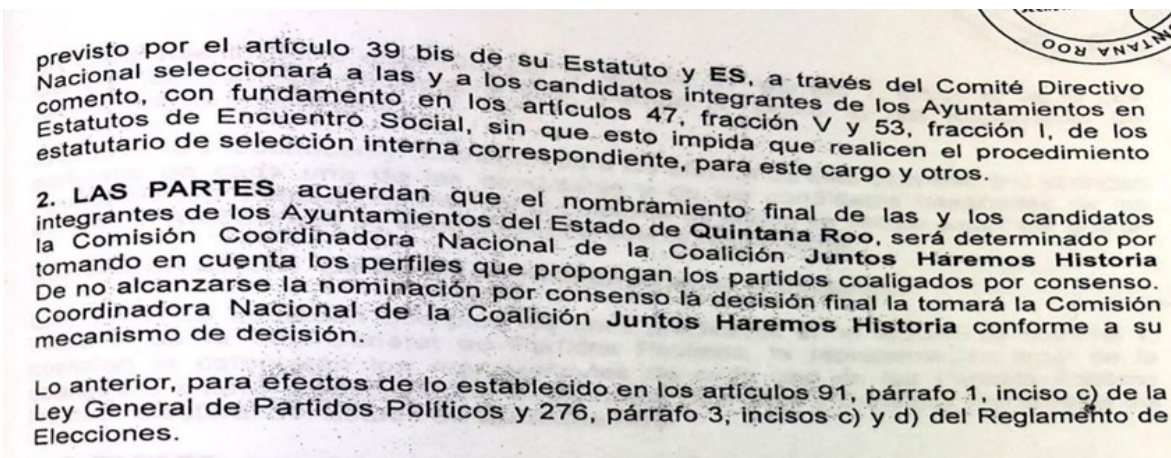 INTANA ROO
previsto por el artículo 39 bis de su Estatuto y ES, a través del Comité Directivo
Nacional seleccionará a las y a los candidatos integrantes de los Ayuntamientos en
comento, con fundamento en los artículos 47, fracción V y 53, fracción I, de los
Estatutos de Encuentro Social, sin que esto impida que realicen el procedimiento
estatutario de selección interna correspondiente, para este cargo y otros.
2. LAS PARTES acuerdan que el nombramiento final de las y los candidatos
integrantes de los Ayuntamientos del Estado de Quintana Roo, será determinado por
la Comisión Coordinadora Nacional de la Coalición Juntos Haremos Historia
tomando en cuenta los perfiles que propongan los partidos coaligados por consenso.
De no alcanzarse la nominación por consenso la decisión final la tomará la Comisión
Coordinadora Nacional de la Coalición Juntos Haremos Historia conforme a su
mecanismo de decisión.
Lo anterior, para efectos de lo establecido en los artículos 91, párrafo 1, inciso c) de la
Ley General de Partidos Políticos y 276, párrafo 3, incisos c) y d) del Reglamento de
Elecciones.